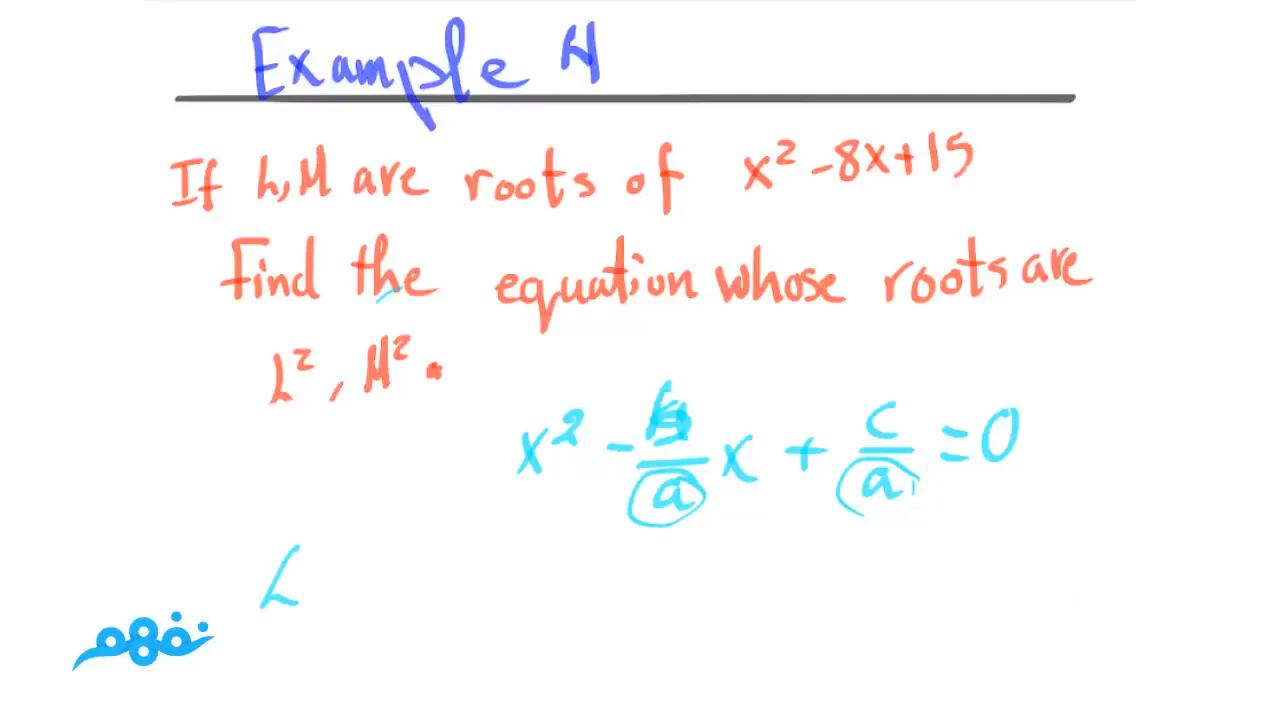 Example 4
If L,M are roots of x² - 8x + 15
Find the equation whose roots are
L² , M² .
x² - b/a x + c/a = 0
L
نفهم